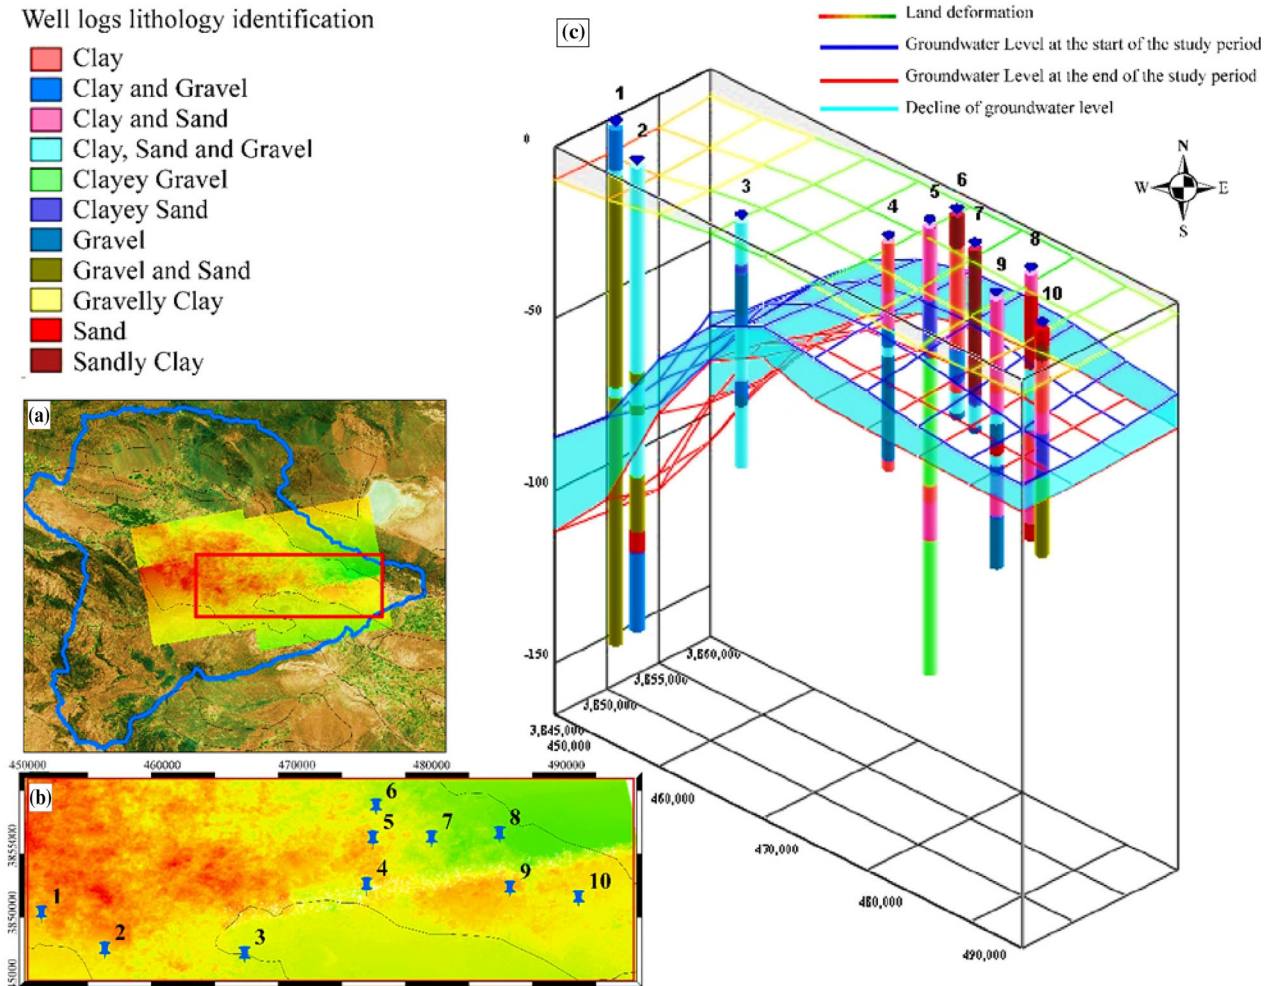 Well logs lithology identification
Clay
Clay and Gravel
Clay and Sand
Clay, Sand and Gravel
Clayey Gravel
Clayey Sand
Gravel
Gravel and Sand
Gravelly Clay
Sand
Sandly Clay
(c)
Land deformation
Groundwater Level at the start of the study period
Groundwater Level at the end of the study period
Decline of groundwater level
N
W E
S
1
2
3
4
5
6
7
8
9
10
0
-50
-100
-150
3,860,000
3,855,000
3,850,000
3,845,000
450,000
460,000
470,000
480,000
490,000
(a)
450000 460000 470000 480000 490000
(b)
3855000
3850000
45000
1
2
3
4
5
6
7
8
9
10